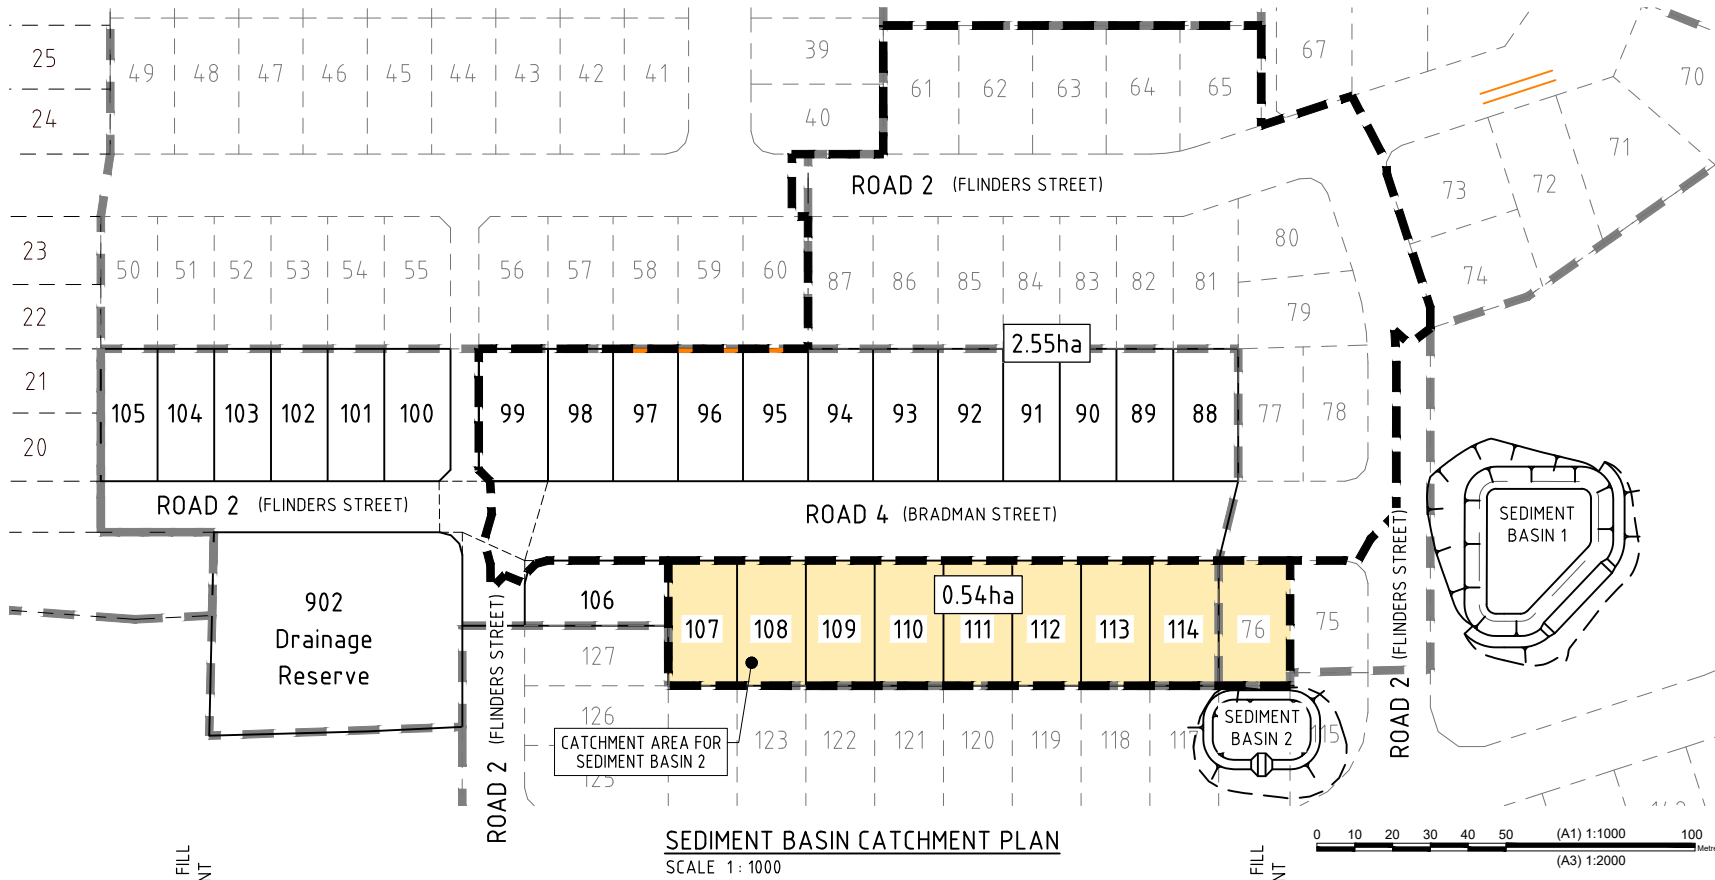 25
49 48 47 46 45 44 43 42 41
39
61 62 63 64 65
67
70
24
40
71
73 72
ROAD 2 (FLINDERS STREET)
23
50 51 52 53 54 55
56 57 58 59 60
87 86 85 84 83 82 81
80
74
22
79
2.55ha
21
105 104 103 102 101 100
99 98 97 96 95 94 93 92 91 90 89 88
77 78
20
ROAD 2 (FLINDERS STREET)
ROAD 4 (BRADMAN STREET)
SEDIMENT
BASIN 1
902
Drainage
Reserve
106
0.54ha
107 108 109 110 111 112 113 114 76
75
127
126
125
ROAD 2 (FLINDERS STREET)
ROAD 2 (FLINDERS STREET)
CATCHMENT AREA FOR
SEDIMENT BASIN 2
123 122 121 120 119 118
SEDIMENT
BASIN 2
115
SEDIMENT BASIN CATCHMENT PLAN
SCALE 1:1000
0 10 20 30 40 50 (A1) 1:1000 100
(A3) 1:2000
Metre
FILL
NT
FILL
NT